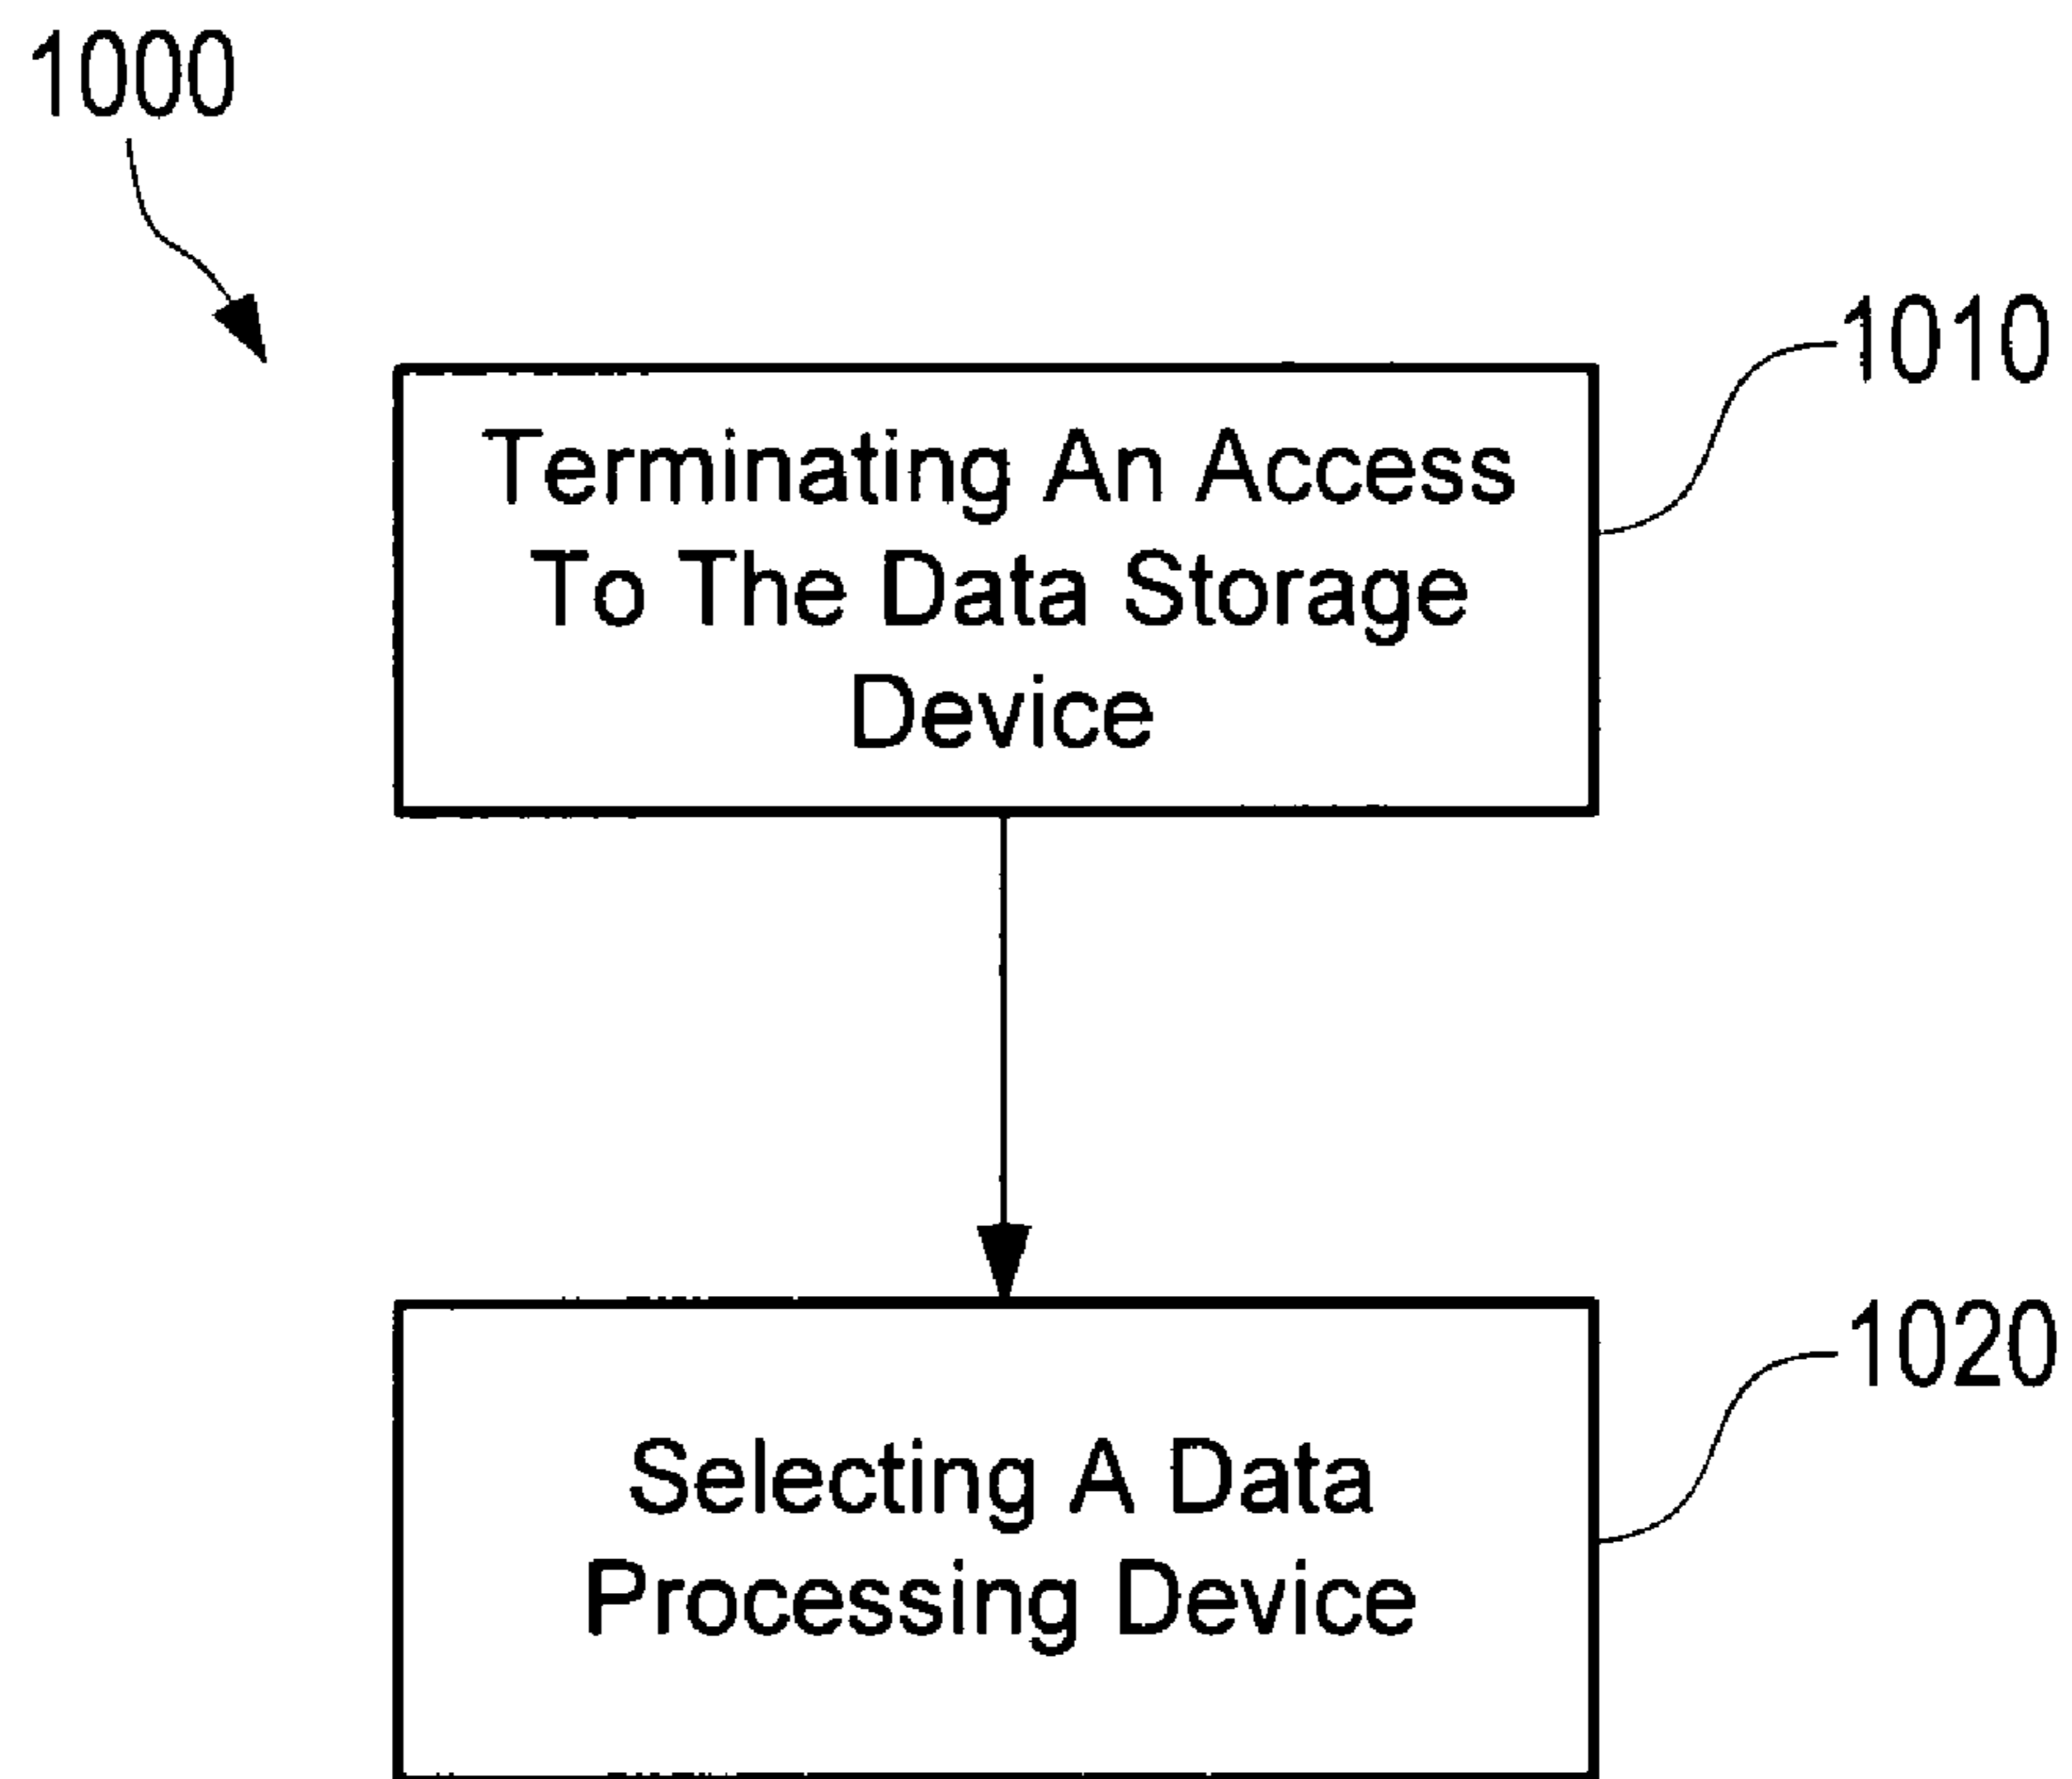 1000
1010
Terminating An Access
To The Data Storage
Device
1020
Selecting A Data
Processing Device